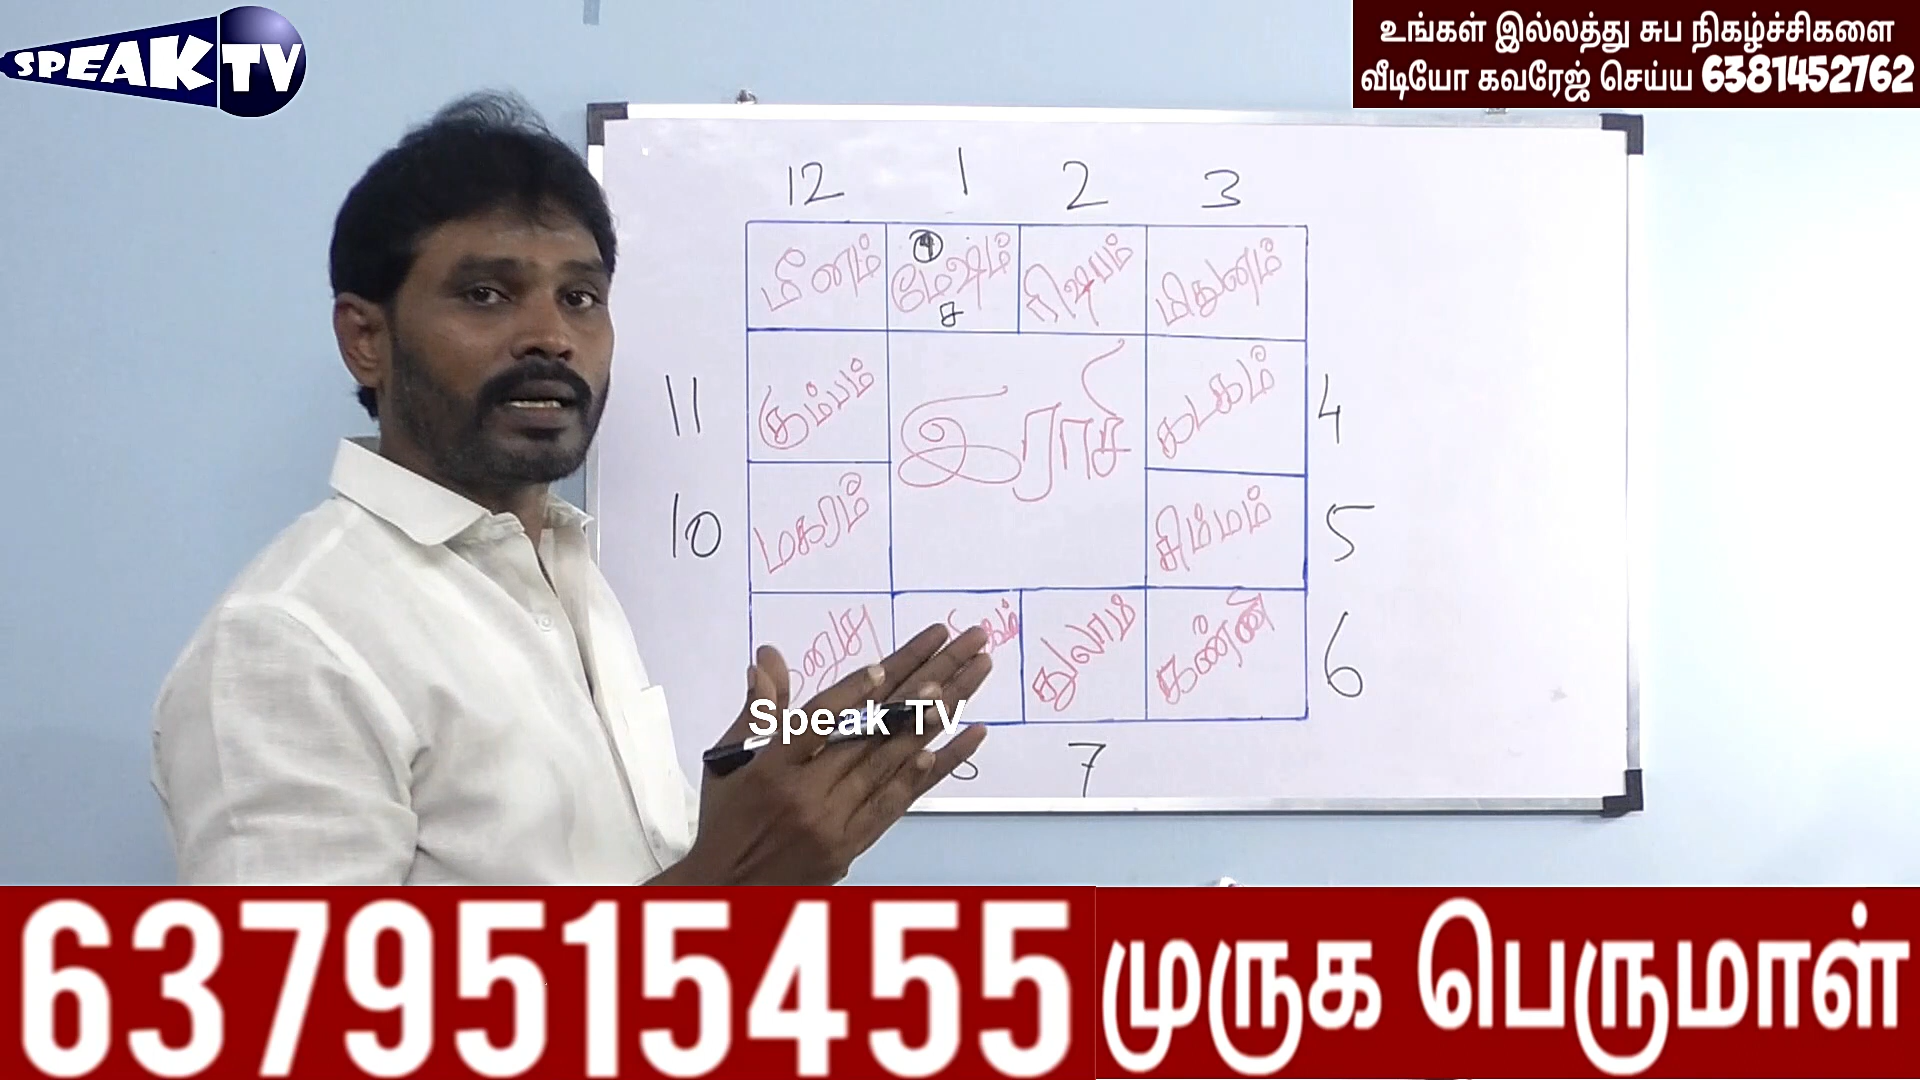 SPEAK TV
உங்கள் இல்லத்து சுப நிகழ்ச்சிகளை
வீடியோ கவரேஜ் செய்ய 6381452762
12 1 2 3
மீனம் மேஷம் ரிஷபம் மிதுனம்
கும்பம் இராசி கடகம்
11 4
மகரம் சிம்மம்
10 5
துலாம் கன்னி
6
7
Speak TV
6379515455 முருக பெருமாள்